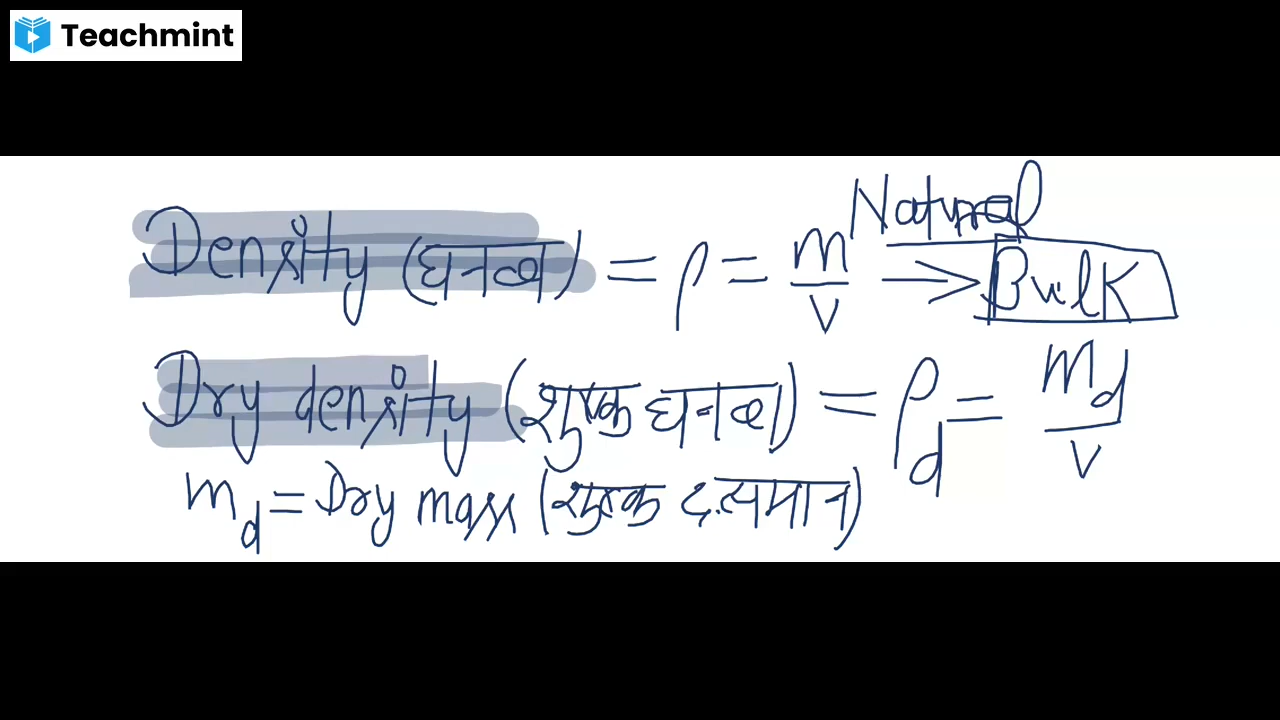 Teachmint
Natural
Density (घनत्व) = ρ = m/v → Bulk
Dry density (शुष्क घनत्व) = ρd = md/v
md = Dry mass (शुष्क द्रव्यमान)